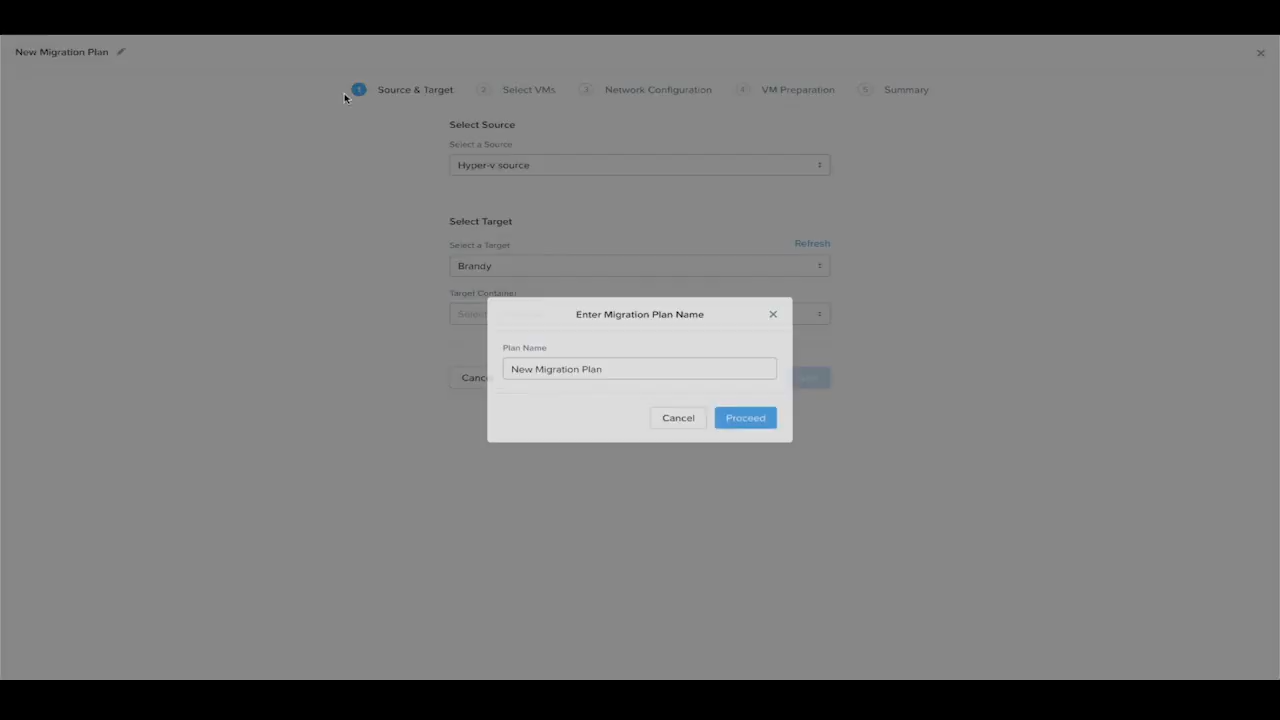 New Migration Plan
1 Source & Target 2 Select VMs 3 Network Configuration 4 VM Preparation 5 Summary
Select Source
Select a Source
Hyper-v source
Select Target
Select a Target Refresh
Brandy
Target Container
Select
Enter Migration Plan Name
Plan Name
New Migration Plan
Cancel Proceed